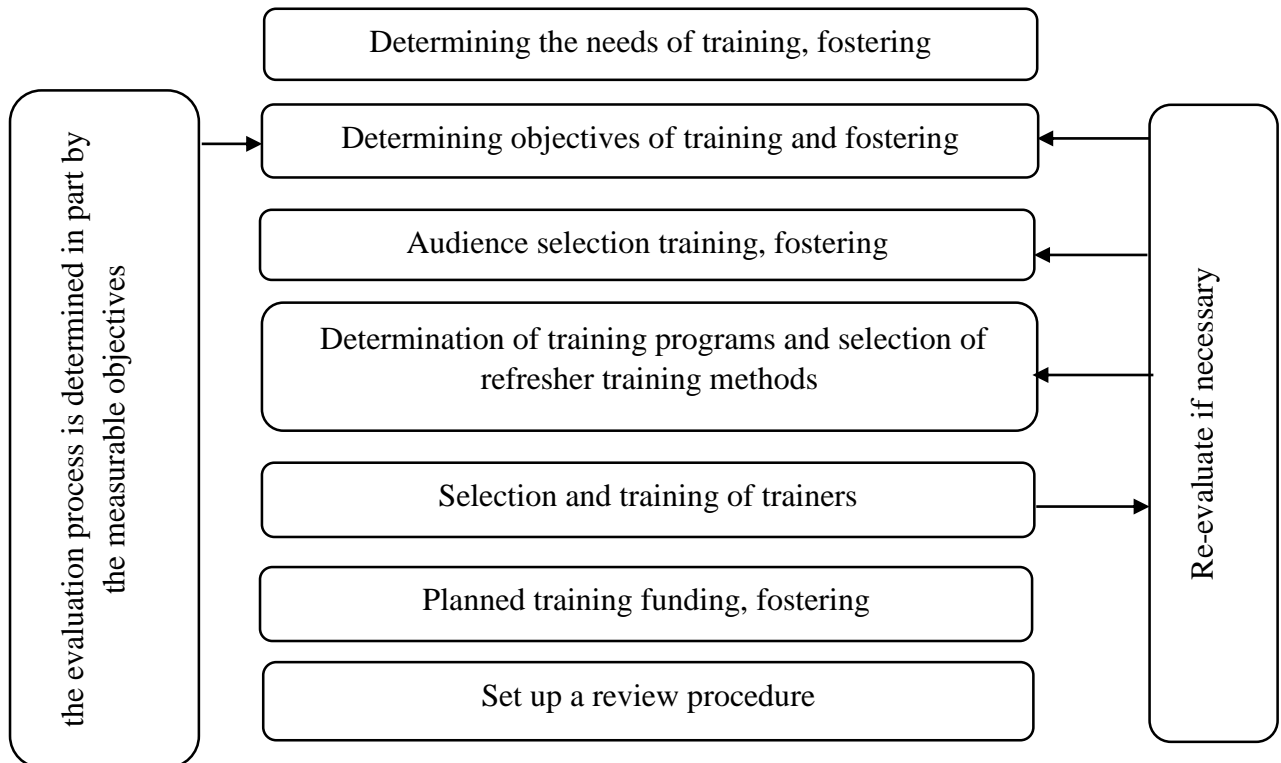 Determining the needs of training, fostering
the evaluation process is determined in part by
the measurable objectives
Determining objectives of training and fostering
Audience selection training, fostering
Determination of training programs and selection of
refresher training methods
Selection and training of trainers
Planned training funding, fostering
Set up a review procedure
Re-evaluate if necessary